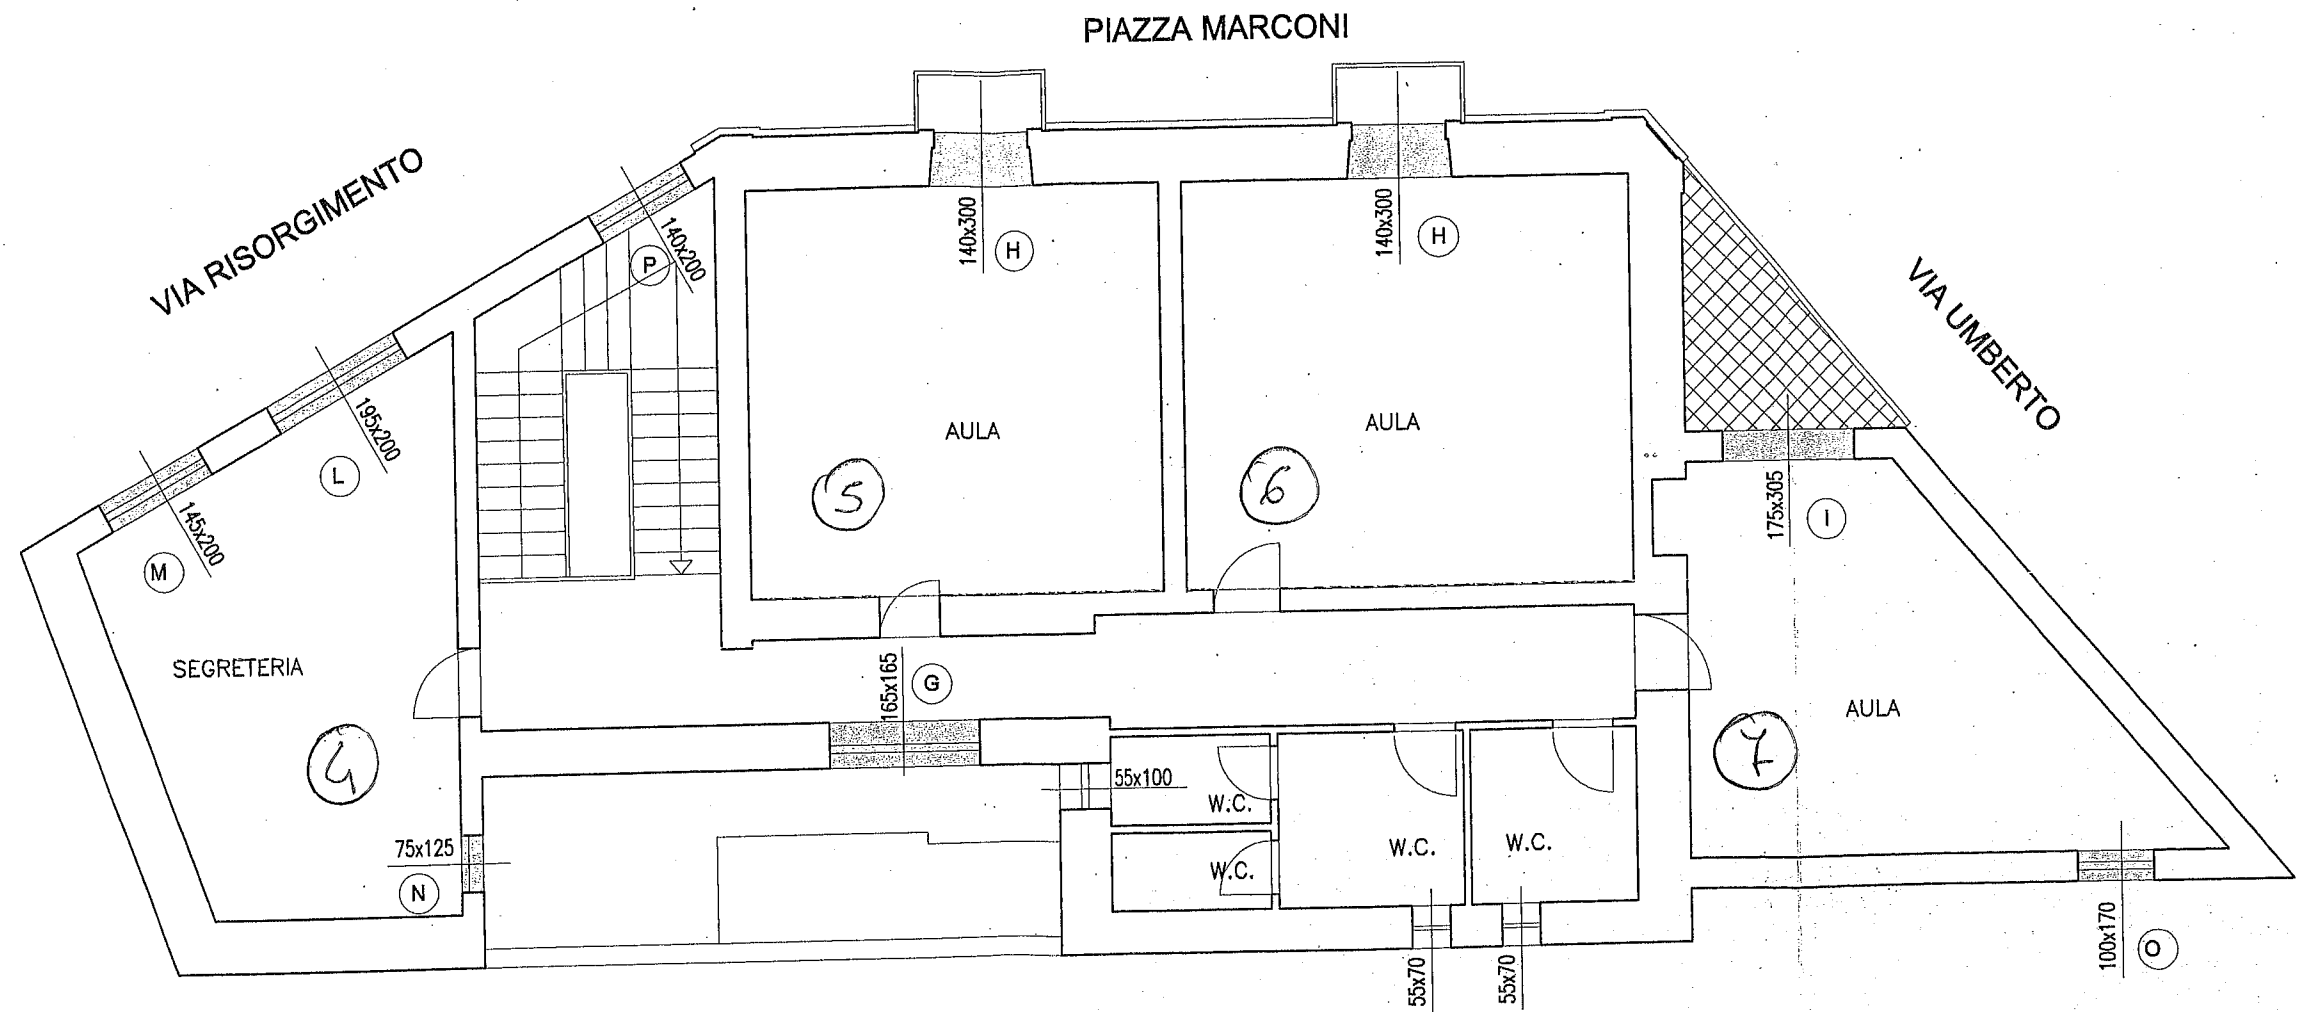 PIAZZA MARCONI
VIA RISORGIMENTO
VIA UMBERTO
140x200
P
140x300
H
140x300
H
195x200
L
145x200
M
AULA
5
AULA
6
175x305
I
SEGRETERIA
4
165x165
G
AULA
7
55x100
W.C.
W.C.
W.C.
W.C.
75x125
N
55x70
55x70
100x170
O